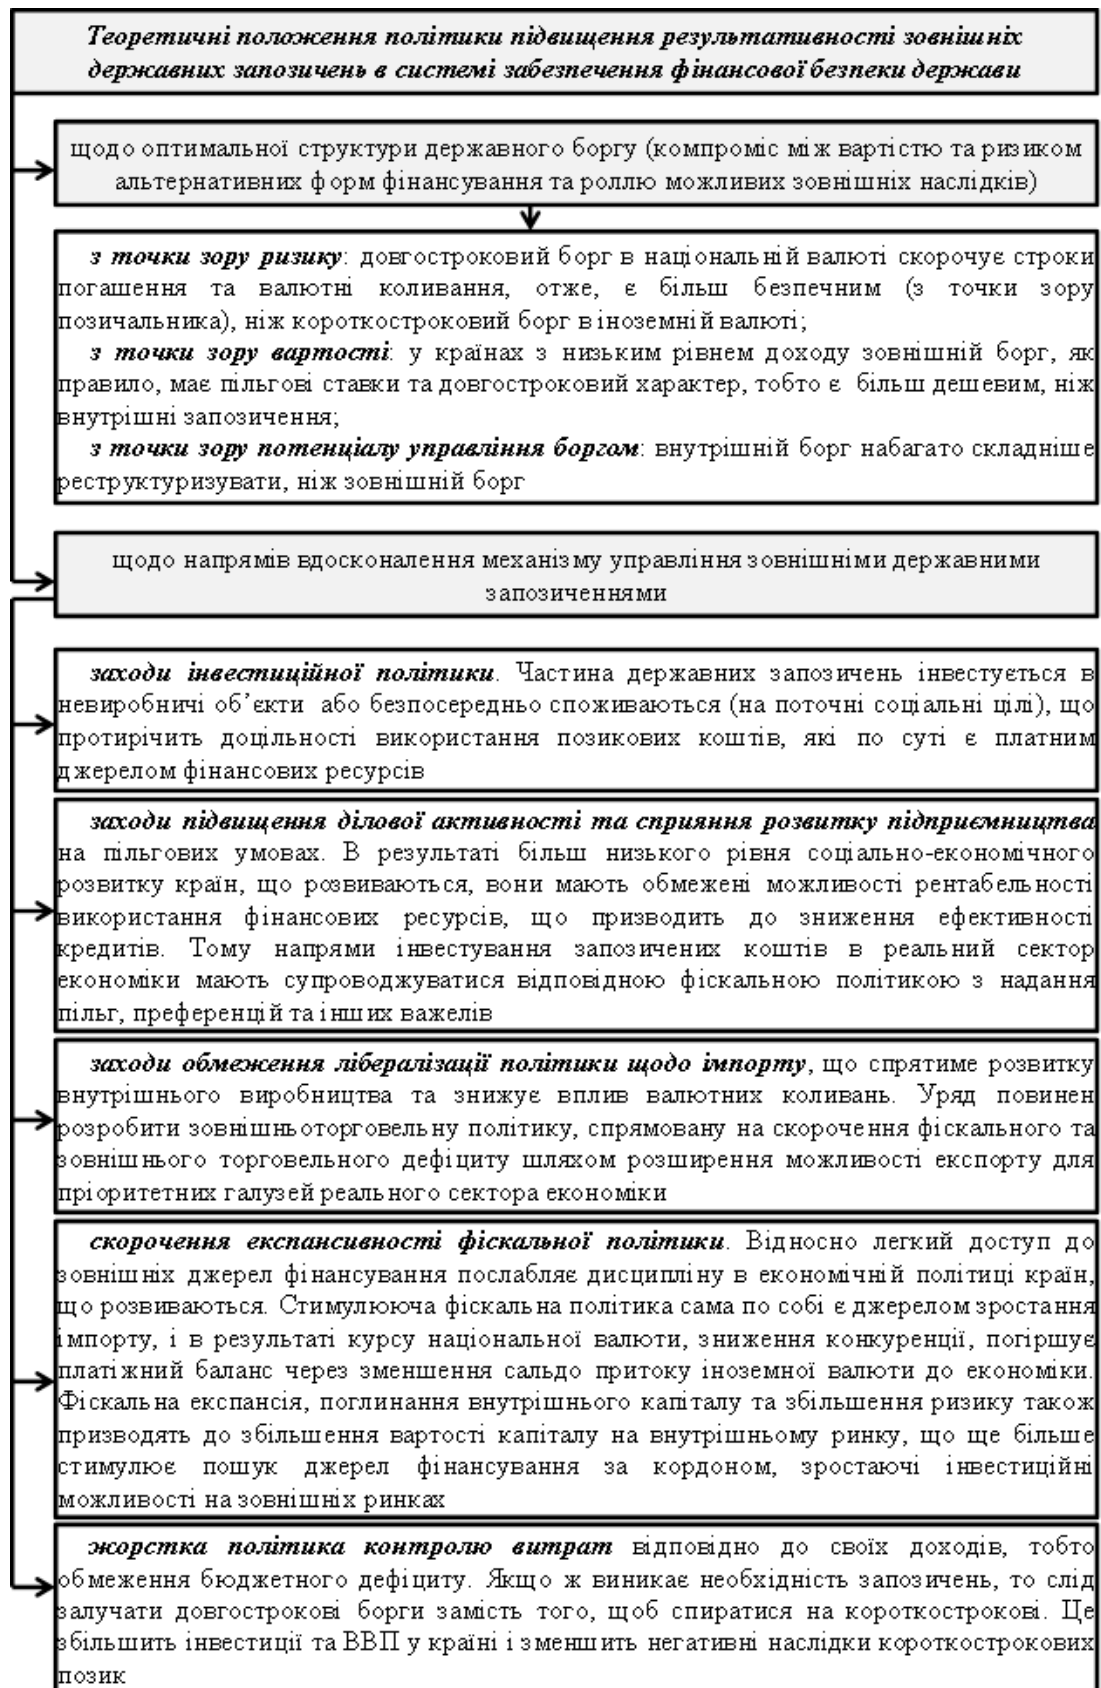 Теоретичні положення політики підвищення результативності зовнішніх
державних запозичень в системі забезпечення фінансової безпеки держави
щодо оптимальної структури державного боргу (компроміс між вартістю та ризиком
альтернативних форм фінансування та роллю можливих зовнішніх наслідків)
з точки зору ризику: довгостроковий борг в національній валюті скорочує строки
погашення та валютні коливання, отже, є більш безпечним (з точки зору
позичальника), ніж короткостроковий борг в іноземній валюті;
з точки зору вартості: у країнах з низьким рівнем доходу зовнішній борг, як
правило, має пільгові ставки та довгостроковий характер, тобто є більш дешевим, ніж
внутрішні запозичення;
з точки зору потенціалу управління боргом: внутрішній борг набагато складніше
реструктуризувати, ніж зовнішній борг
щодо напрямів вдосконалення механізму управління зовнішніми державними
запозиченнями
заходи інвестиційної політики. Частина державних запозичень інвестується в
невиробничі об’єкти або безпосередньо споживаються (на поточні соціальні цілі), що
протирічить доцільності використання позикових коштів, які по суті є платним
джерелом фінансових ресурсів
заходи підвищення ділової активності та сприяння розвитку підприємництва
на пільгових умовах. В результаті більш низького рівня соціально-економічного
розвитку країн, що розвиваються, вони мають обмежені можливості рентабельності
використання фінансових ресурсів, що призводить до зниження ефективності
кредитів. Тому напрями інвестування запозичених коштів в реальний сектор
економіки мають супроводжуватися відповідною фіскальною політикою з надання
пільг, преференцій та інших важелів
заходи обмеження лібералізації політики щодо імпорту, що спрятиме розвитку
внутрішнього виробництва та знижує вплив валютних коливань. Уряд повинен
розробити зовнішньоторговельну політику, спрямовану на скорочення фіскального та
зовнішнього торговельного дефіциту шляхом розширення можливості експорту для
пріоритетних галузей реального сектора економіки
скорочення експансивності фіскальної політики. Відносно легкий доступ до
зовнішніх джерел фінансування послабляє дисципліну в економічній політиці країн,
що розвиваються. Стимулююча фіскальна політика сама по собі є джерелом зростання
імпорту, і в результаті курсу національної валюти, зниження конкуренції, погіршує
платіжний баланс через зменшення сальдо притоку іноземної валюти до економіки.
Фіскальна експансія, поглинання внутрішнього капіталу та збільшення ризику також
призводять до збільшення вартості капіталу на внутрішньому ринку, що ще більше
стимулює пошук джерел фінансування за кордоном, зростаючі інвестиційні
можливості на зовнішніх ринках
жорстка політика контролю витрат відповідно до своїх доходів, тобто
обмеження бюджетного дефіциту. Якщо ж виникає необхідність запозичень, то слід
залучати довгострокові борги замість того, щоб спиратися на короткострокові. Це
збільшить інвестиції та ВВП у країні і зменшить негативні наслідки короткострокових
позик